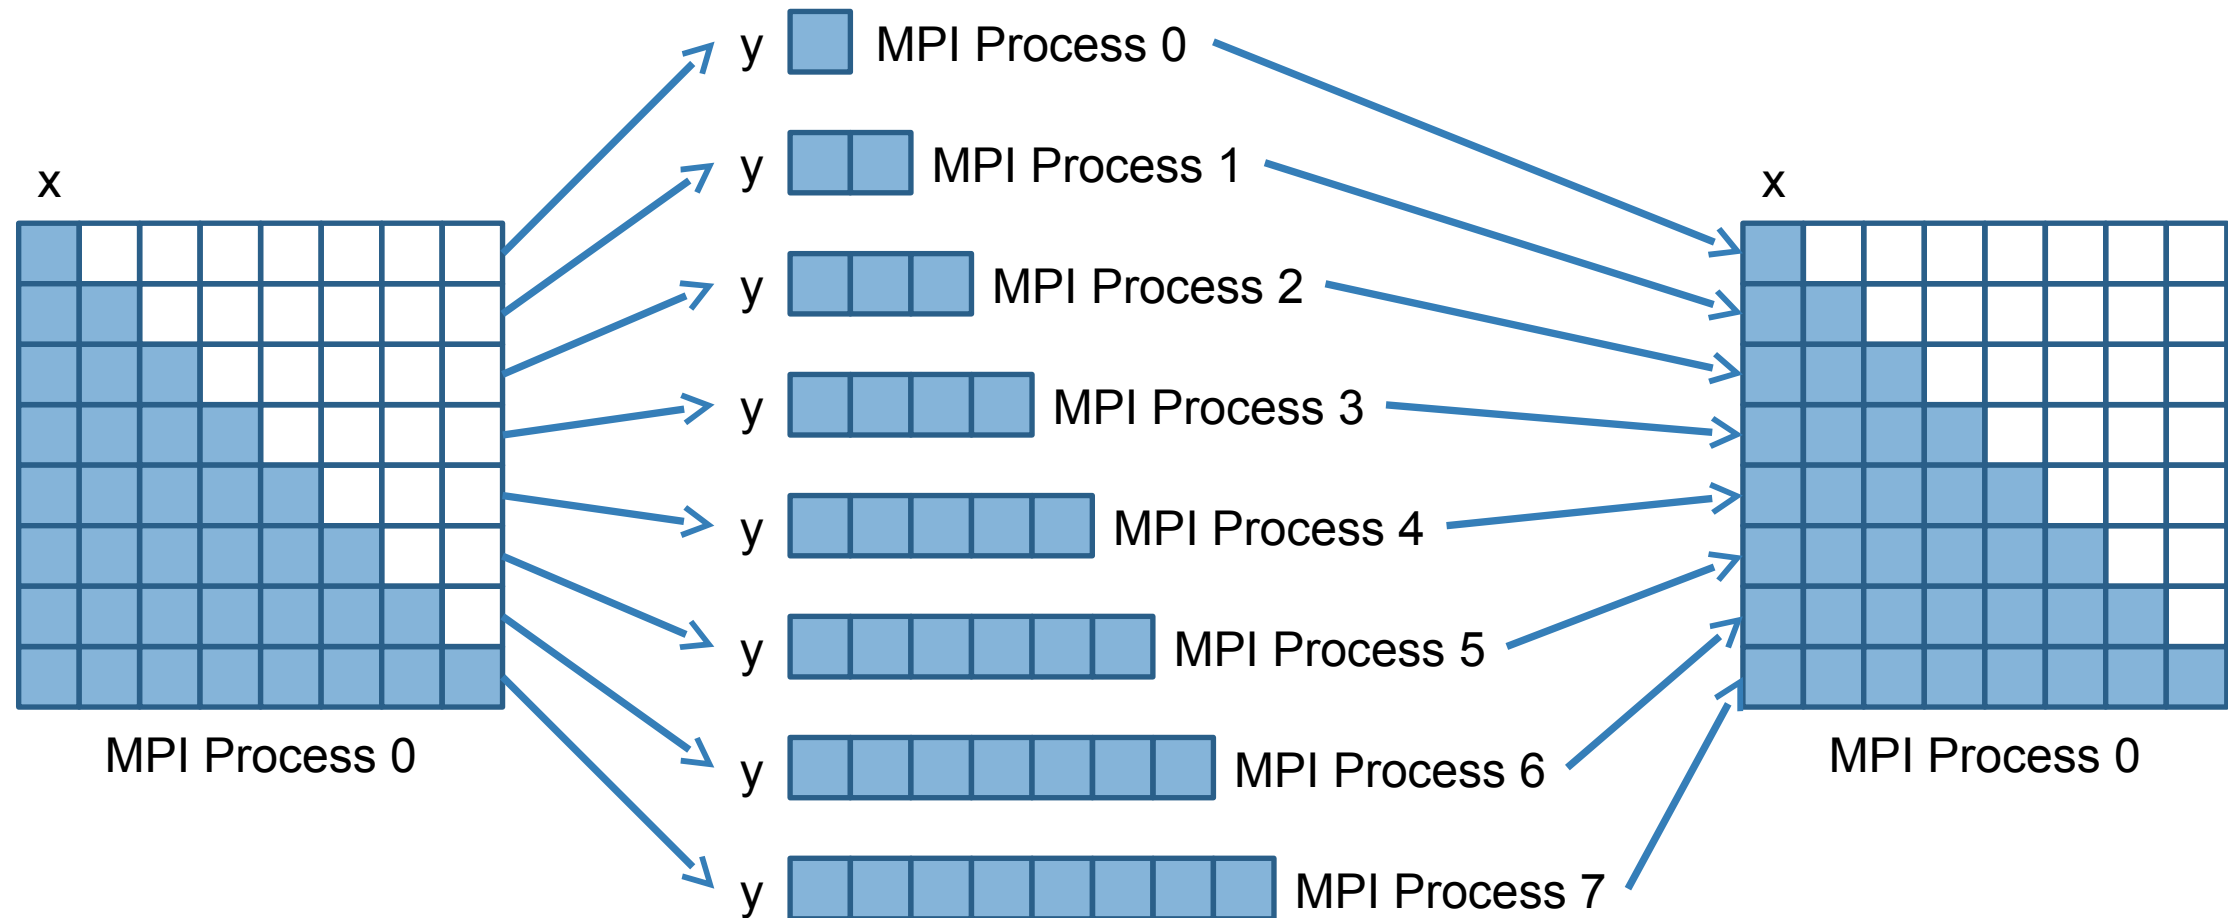 x
MPI Process 0
y MPI Process 0
y MPI Process 1
y MPI Process 2
y MPI Process 3
y MPI Process 4
y MPI Process 5
y MPI Process 6
y MPI Process 7
x
MPI Process 0